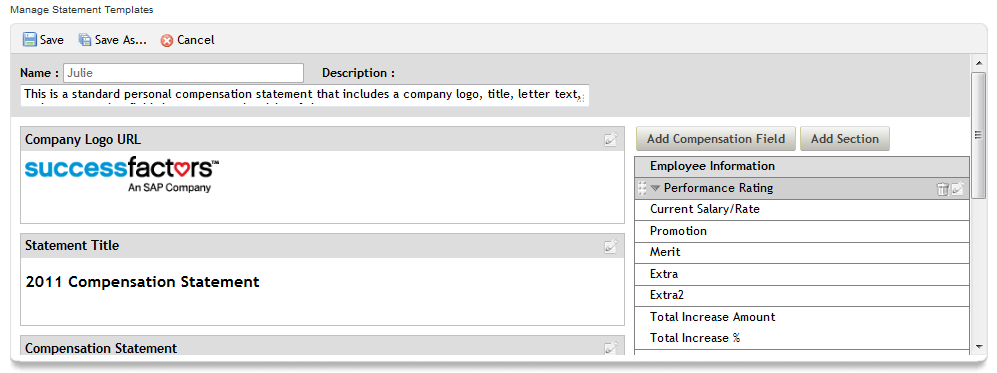 Manage Statement Templates
Save Save As... Cancel
Name : Julie Description :
This is a standard personal compensation statement that includes a company logo, title, letter text,
Company Logo URL
successfactors™
An SAP Company
Statement Title
2011 Compensation Statement
Compensation Statement
Add Compensation Field Add Section
Employee Information
Performance Rating
Current Salary/Rate
Promotion
Merit
Extra
Extra2
Total Increase Amount
Total Increase %